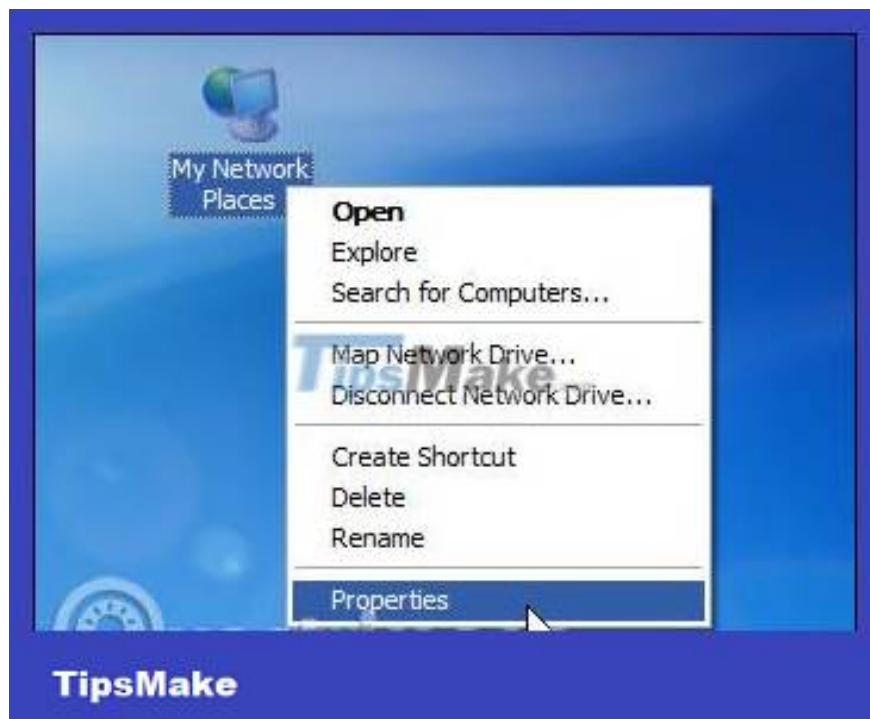 My Network
Places
Open
Explore
Search for Computers...
Map Network Drive...
TipsMake
Disconnect Network Drive...
Create Shortcut
Delete
Rename
Properties
TipsMake